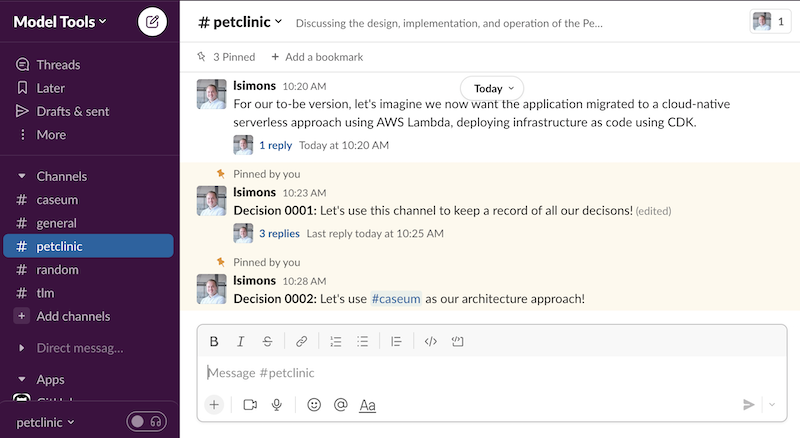 Model Tools
Threads
Later
Drafts & sent
More
Channels
# caseum
# general
# petclinic
# random
# tlm
+ Add channels
Direct messag...
Apps
petclinic
# petclinic
Discussing the design, implementation, and operation of the Pe...
1
3 Pinned
+ Add a bookmark
Today
lsimons 10:20 AM
For our to-be version, let's imagine we now want the application migrated to a cloud-native
serverless approach using AWS Lambda, deploying infrastructure as code using CDK.
1 reply Today at 10:20 AM
Pinned by you
lsimons 10:23 AM
Decision 0001: Let's use this channel to keep a record of all our decisons! (edited)
3 replies Last reply today at 10:25 AM
Pinned by you
lsimons 10:28 AM
Decision 0002: Let's use #caseum as our architecture approach!
B I S
Message #petclinic
+ @ Aa